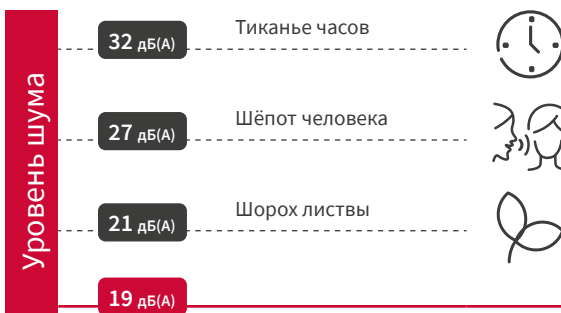 Уровень шума
32 дБ(А)
Тиканье часов
27 дБ(А)
Шёпот человека
21 дБ(А)
Шорох листвы
19 дБ(А)